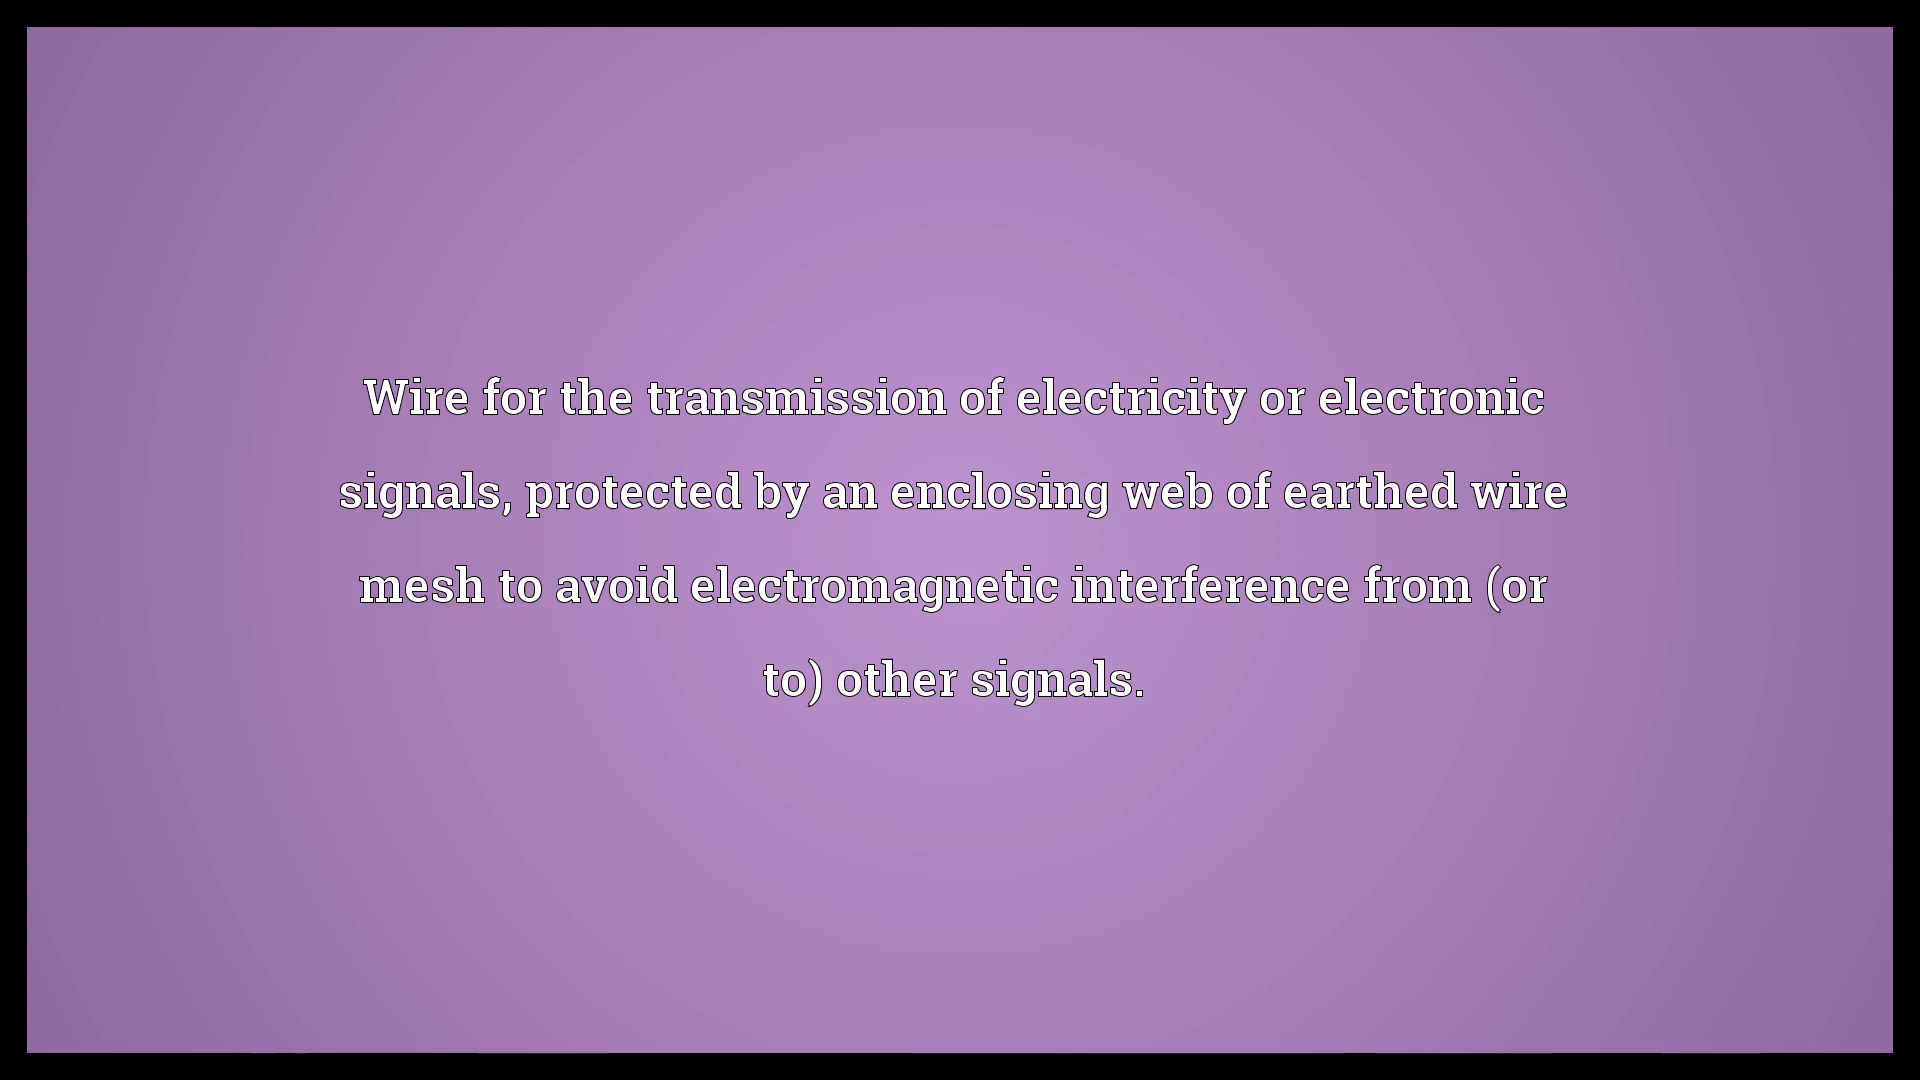 Wire for the transmission of electricity or electronic
signals, protected by an enclosing web of earthed wire
mesh to avoid electromagnetic interference from (or
to) other signals.